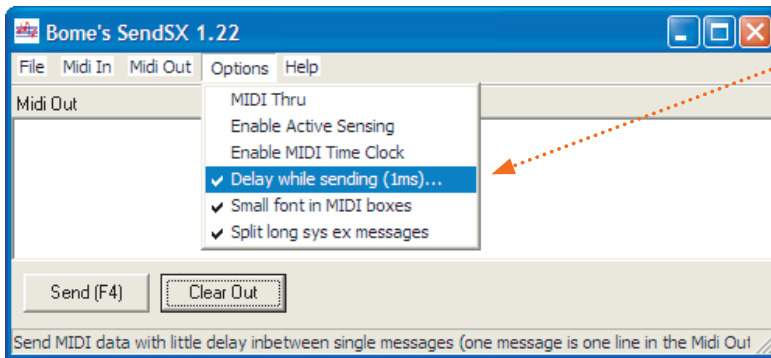 Bome's SendSX 1.22
File Midi In Midi Out Options Help
Midi Out
MIDI Thru
Enable Active Sensing
Enable MIDI Time Clock
Delay while sending (1ms)...
Small font in MIDI boxes
Split long sys ex messages
Send (F4) Clear Out
Send MIDI data with little delay inbetween single messages (one message is one line in the Midi Out